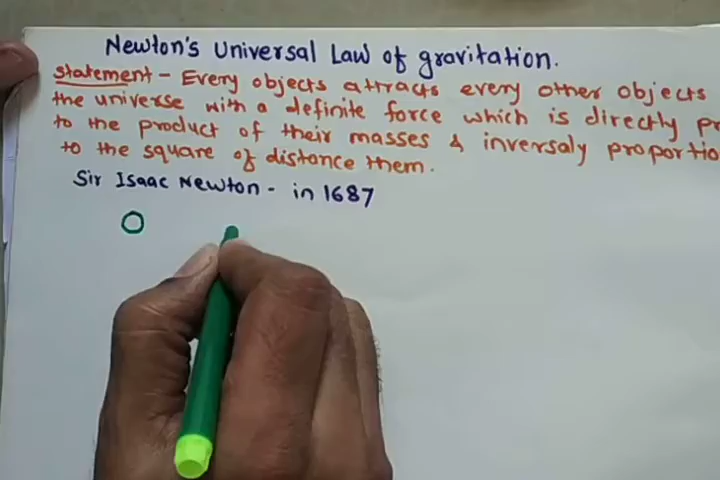 Newton's Universal Law of gravitation.
Statement - Every objects attracts every other objects
the universe with a definite force which is directly
to the product of their masses & inversaly
to the square of distance them.
Sir Isaac Newton - in 1687